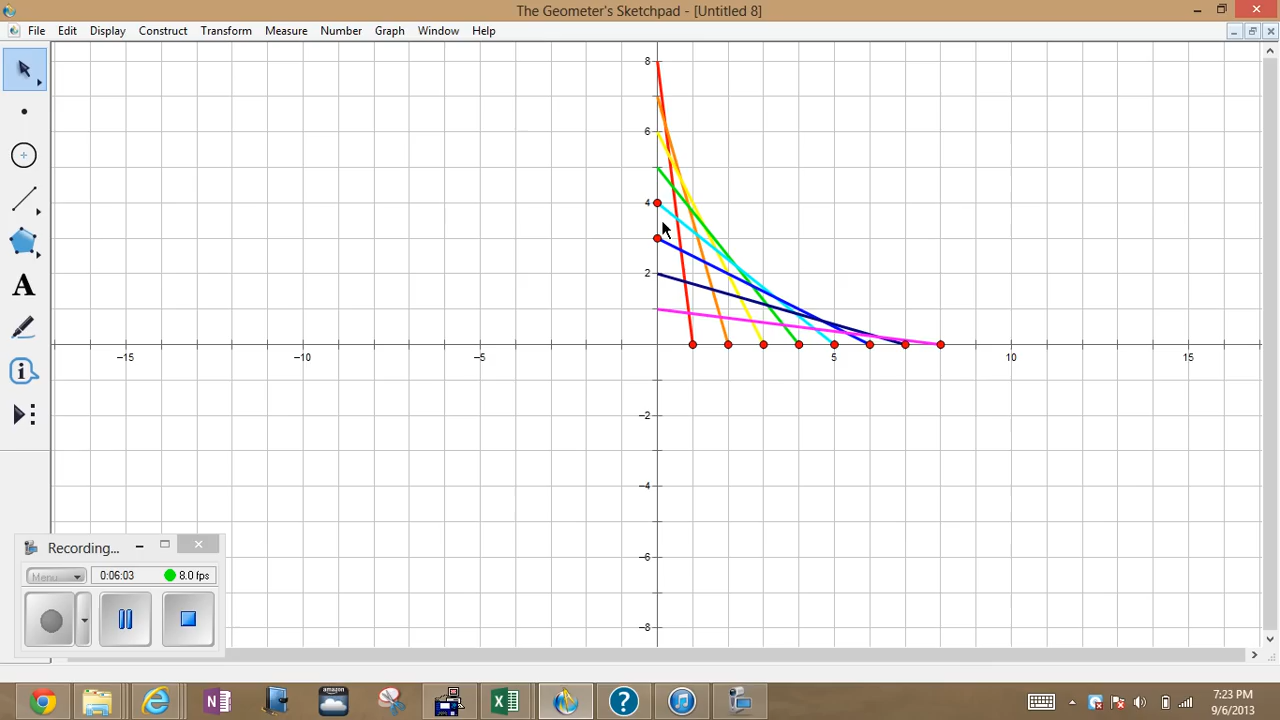 The Geometer's Sketchpad - [Untitled 8]
File Edit Display Construct Transform Measure Number Graph Window Help
8
6
4
2
−15 −10 −5 5 10 15
−2
−4
−6
−8
Recording...
Menu 0:06:03 8.0 fps
amazon
7:23 PM
9/6/2013